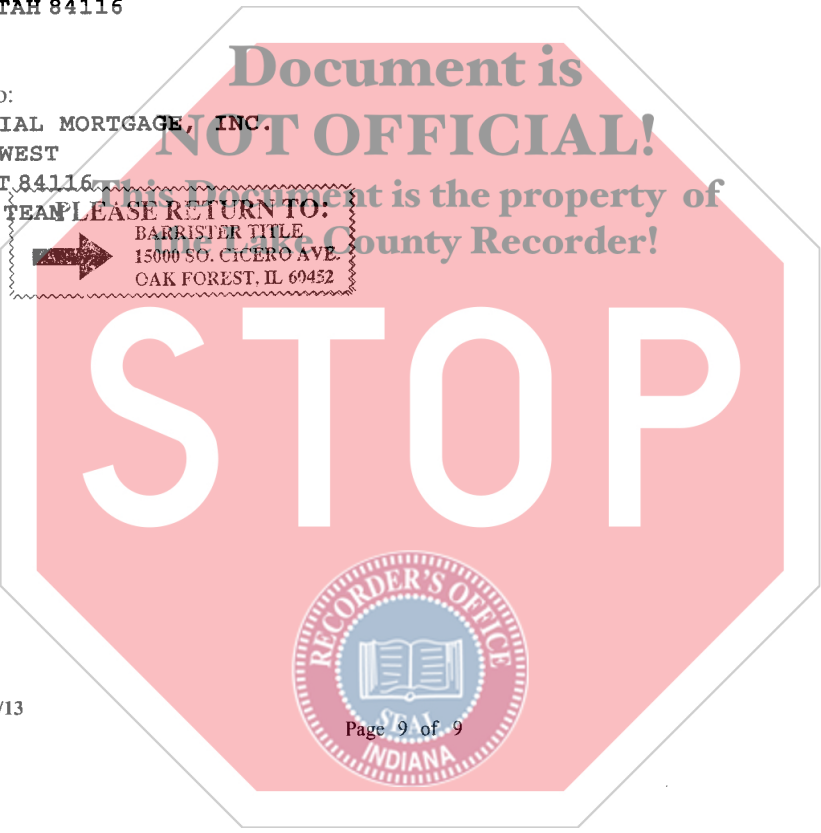 TAH 84116
Document is
o:
IAL MORTGAGE, INC.
NOT OFFICIAL!
WEST
T 84116
This Document is the property of
TEAM
PLEASE RETURN TO:
BARRISTER TITLE
the Lake County Recorder!
15000 SO. CICERO AVE.
OAK FOREST, IL 60452
STOP
RECORDER'S OFFICE
SEAL
INDIANA
/13
Page 9 of 9